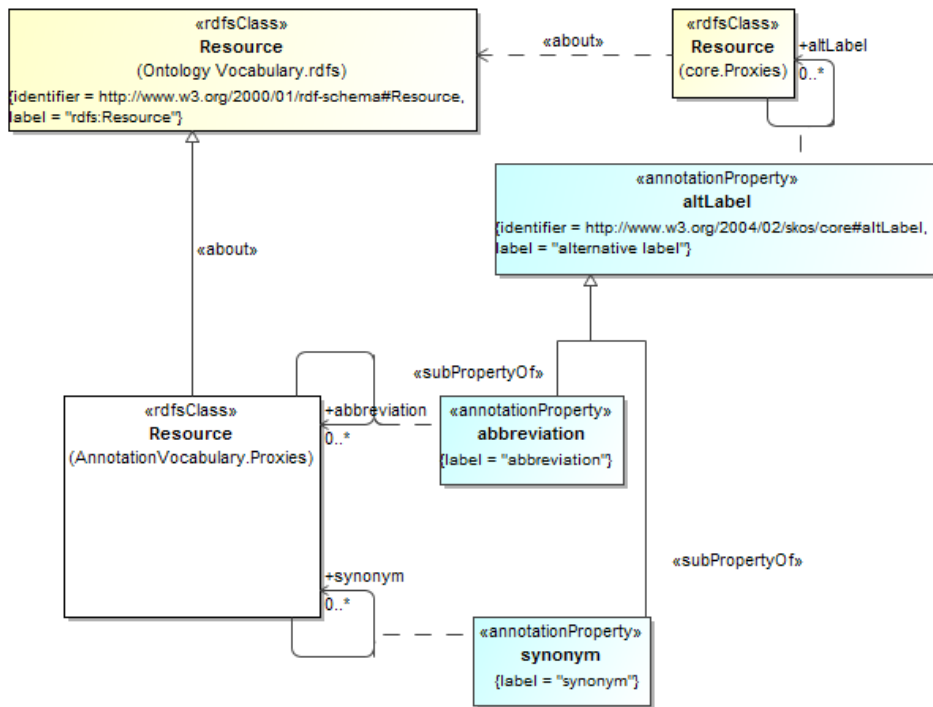 «rdfsClass»
Resource
(Ontology Vocabulary.rdfs)
{identifier = http://www.w3.org/2000/01/rdf-schema#Resource,
label = "rdfs:Resource"}
«about»
«rdfsClass»
Resource
(core.Proxies)
+altLabel
0..*
«annotationProperty»
altLabel
{identifier = http://www.w3.org/2004/02/skos/core#altLabel,
label = "alternative label"}
«about»
«subPropertyOf»
«rdfsClass»
Resource
(AnnotationVocabulary.Proxies)
+abbreviation
0..*
«annotationProperty»
abbreviation
{label = "abbreviation"}
«subPropertyOf»
+synonym
0..*
«annotationProperty»
synonym
{label = "synonym"}